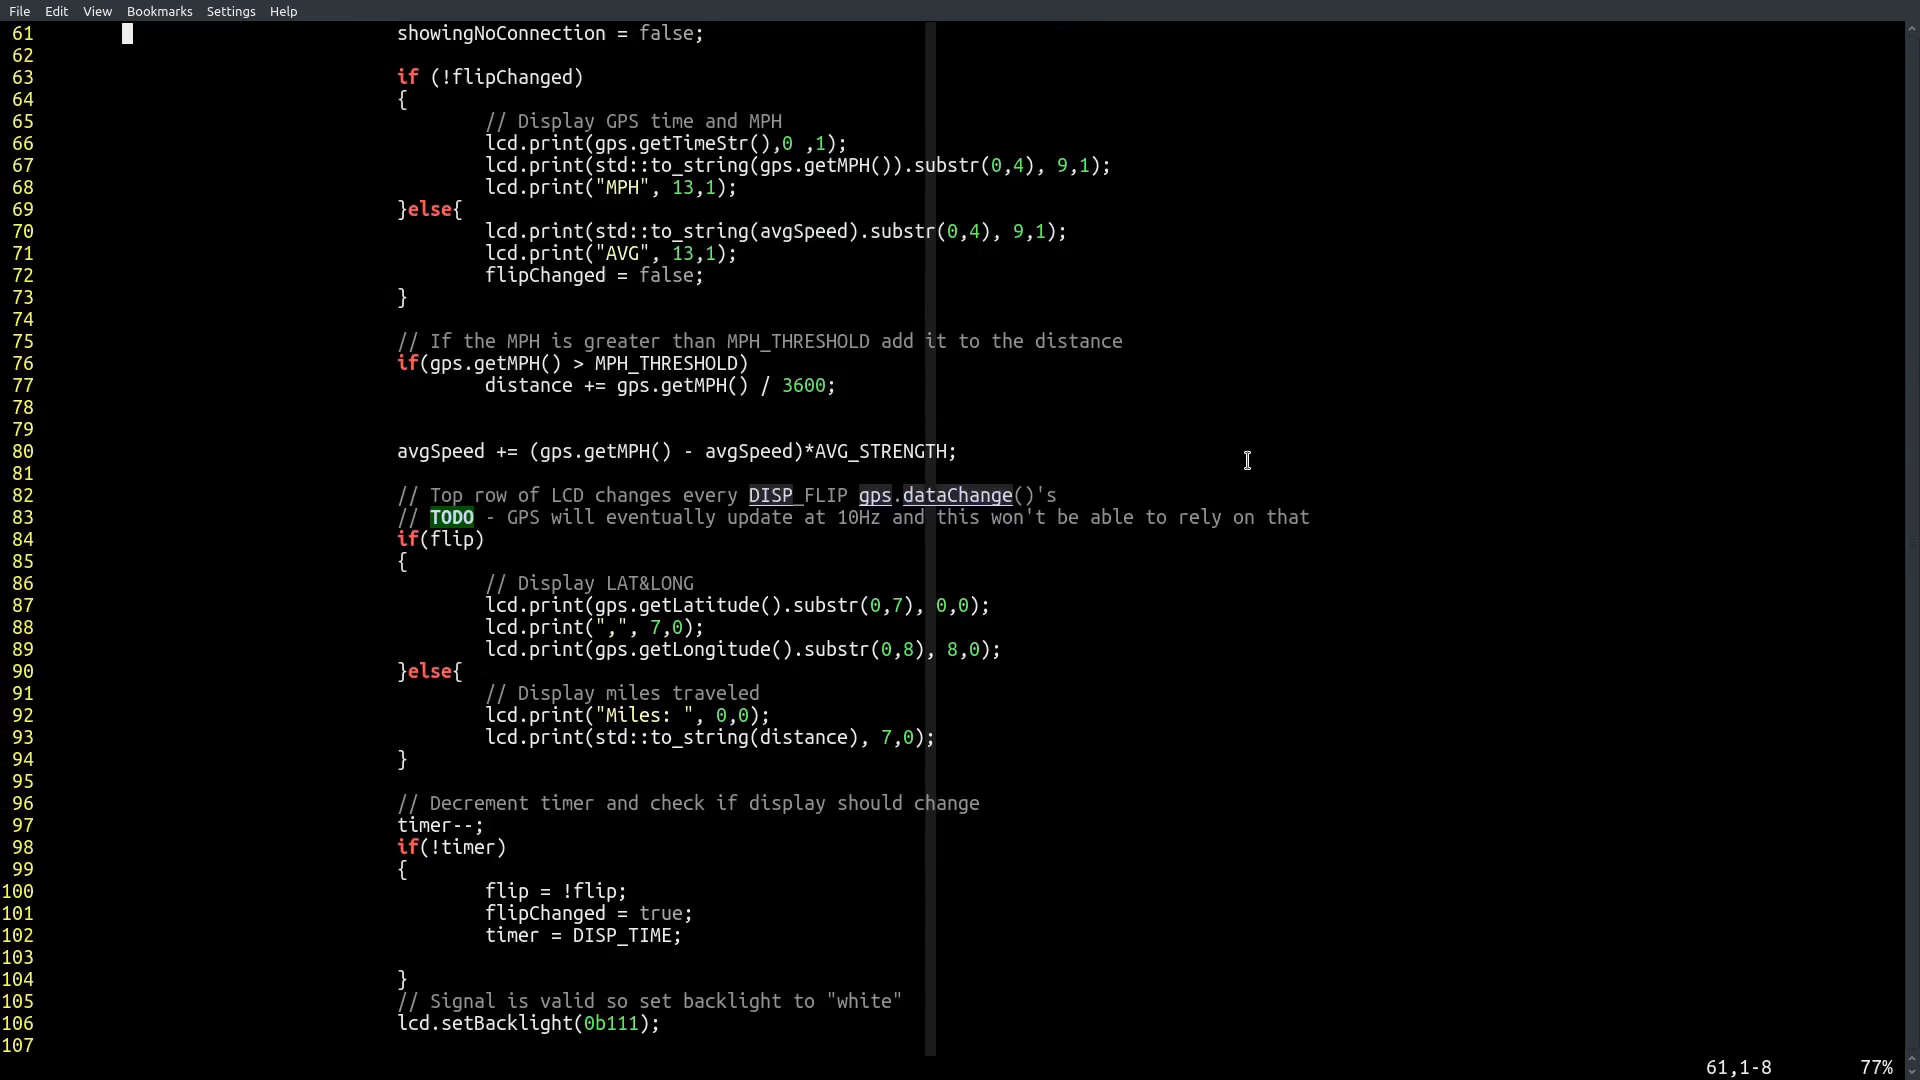 File Edit View Bookmarks Settings Help
61 showingNoConnection = false;
62
63 if (!flipChanged)
64 {
65 // Display GPS time and MPH
66 lcd.print(gps.getTimeStr(),0 ,1);
67 lcd.print(std::to_string(gps.getMPH()).substr(0,4), 9,1);
68 lcd.print("MPH", 13,1);
69 }else{
70 lcd.print(std::to_string(avgSpeed).substr(0,4), 9,1);
71 lcd.print("AVG", 13,1);
72 flipChanged = false;
73 }
74
75 // If the MPH is greater than MPH_THRESHOLD add it to the distance
76 if(gps.getMPH() > MPH_THRESHOLD)
77 distance += gps.getMPH() / 3600;
78
79
80 avgSpeed += (gps.getMPH() - avgSpeed)*AVG_STRENGTH;
81
82 // Top row of LCD changes every DISP_FLIP gps.dataChange()'s
83 // TODO - GPS will eventually update at 10Hz and this won't be able to rely on that
84 if(flip)
85 {
86 // Display LAT&LONG
87 lcd.print(gps.getLatitude().substr(0,7), 0,0);
88 lcd.print(",", 7,0);
89 lcd.print(gps.getLongitude().substr(0,8), 8,0);
90 }else{
91 // Display miles traveled
92 lcd.print("Miles: ", 0,0);
93 lcd.print(std::to_string(distance), 7,0);
94 }
95
96 // Decrement timer and check if display should change
97 timer--;
98 if(!timer)
99 {
100 flip = !flip;
101 flipChanged = true;
102 timer = DISP_TIME;
103
104 }
105 // Signal is valid so set backlight to "white"
106 lcd.setBacklight(0b111);
107
61,1-8 77%